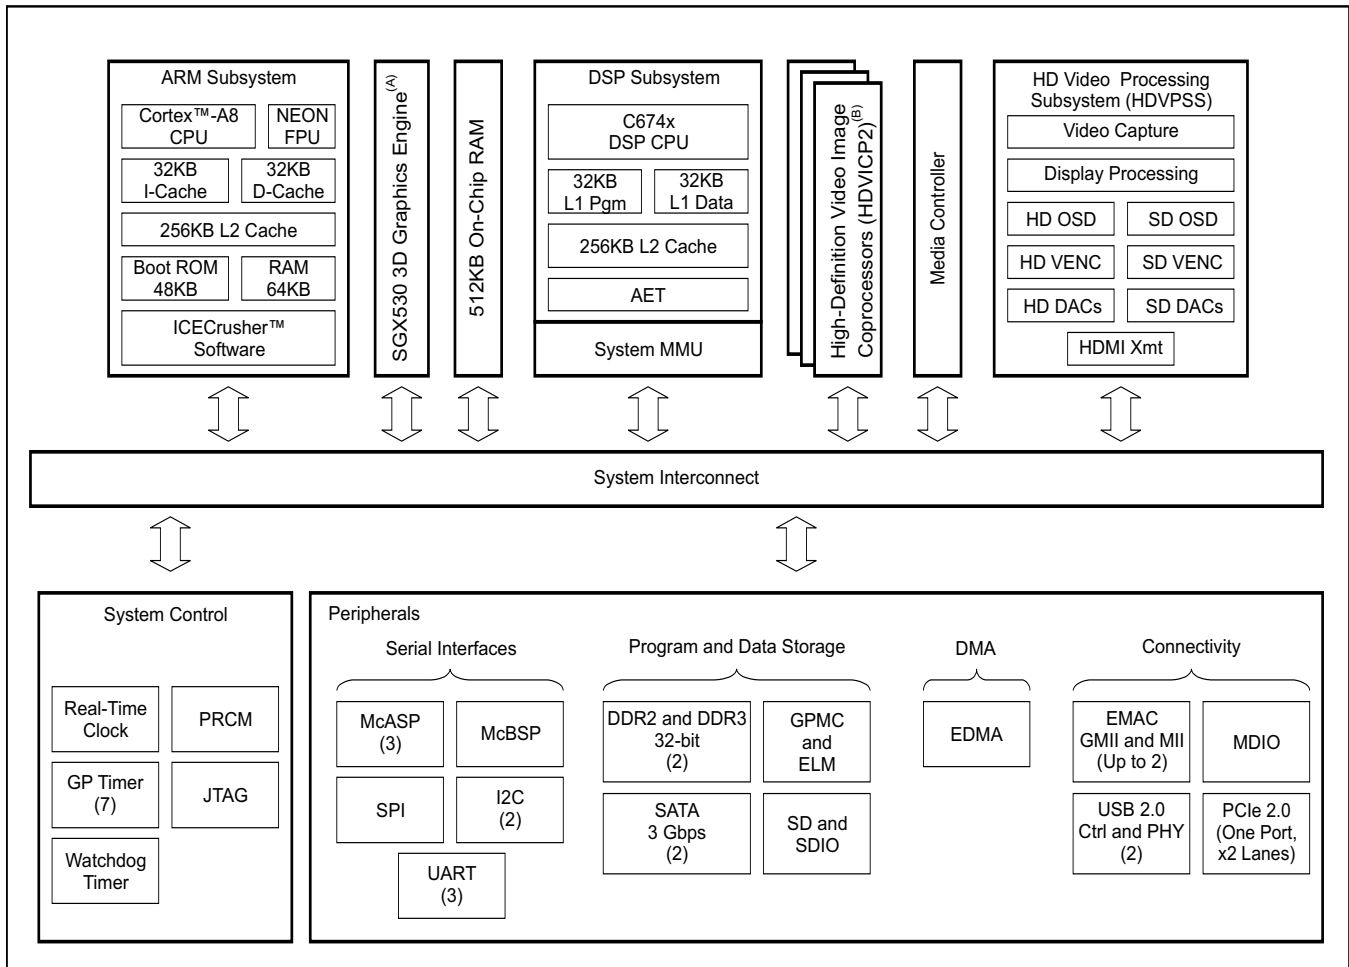 ARM Subsystem
Cortex™-A8
CPU
NEON
FPU
32KB
I-Cache
32KB
D-Cache
256KB L2 Cache
Boot ROM
48KB
RAM
64KB
ICECrusher™
Software
SGX530 3D Graphics Engine(A)
512KB On-Chip RAM
DSP Subsystem
C674x
DSP CPU
32KB
L1 Pgm
32KB
L1 Data
256KB L2 Cache
AET
System MMU
High-Definition Video Image
Coprocessors (HDVICP2)(B)
Media Controller
HD Video Processing
Subsystem (HDVPSS)
Video Capture
Display Processing
HD OSD
SD OSD
HD VENC
SD VENC
HD DACs
SD DACs
HDMI Xmt
System Interconnect
System Control
Real-Time
Clock
PRCM
GP Timer
(7)
JTAG
Watchdog
Timer
Peripherals
Serial Interfaces
McASP
(3)
McBSP
SPI
I2C
(2)
UART
(3)
Program and Data Storage
DDR2 and DDR3
32-bit
(2)
GPMC
and
ELM
SATA
3 Gbps
(2)
SD and
SDIO
DMA
EDMA
Connectivity
EMAC
GMII and MII
(Up to 2)
MDIO
USB 2.0
Ctrl and PHY
(2)
PCIe 2.0
(One Port,
x2 Lanes)